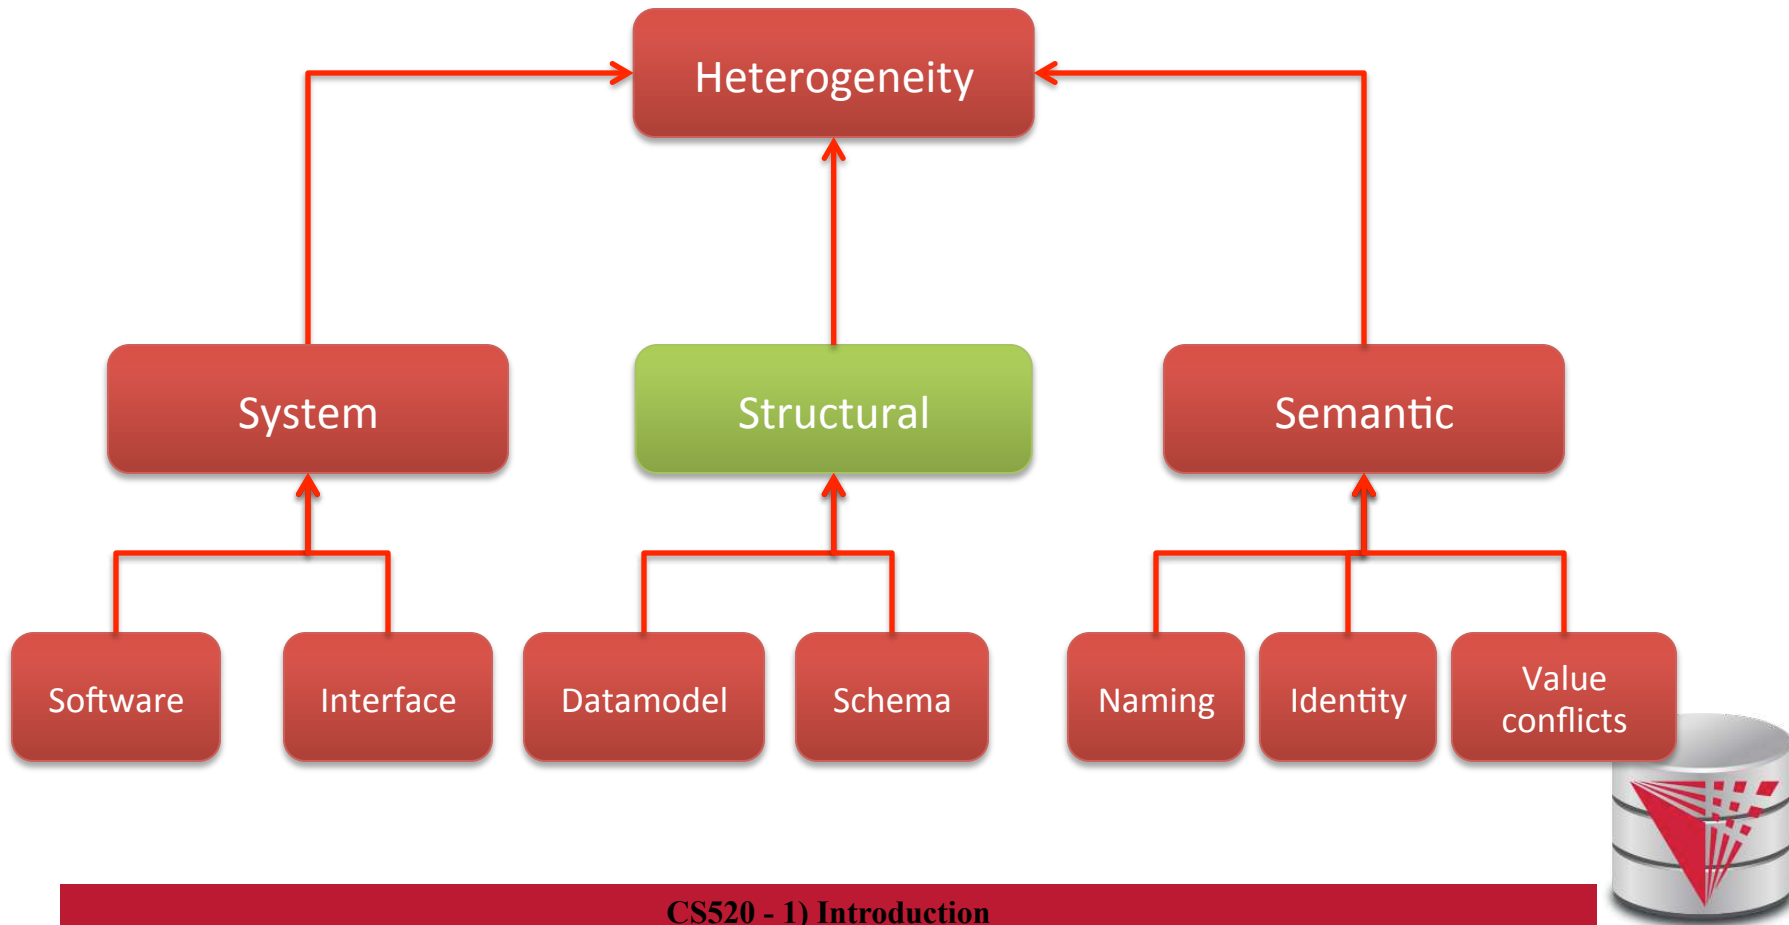 Heterogeneity
System
Structural
Semantic
Software
Interface
Datamodel
Schema
Naming
Identity
Value
conflicts
CS520 - 1) Introduction